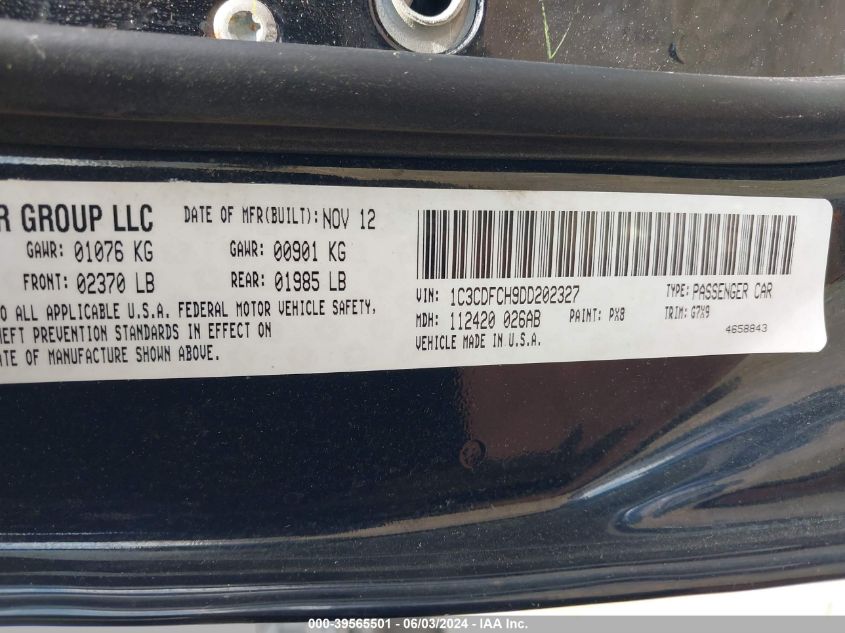 R GROUP LLC DATE OF MFR(BUILT): NOV 12
GAWR: 01076 KG GAWR: 00901 KG
FRONT: 02370 LB REAR: 01985 LB
TO ALL APPLICABLE U.S.A. FEDERAL MOTOR VEHICLE SAFETY,
HEFT PREVENTION STANDARDS IN EFFECT ON
ATE OF MANUFACTURE SHOWN ABOVE.
VIN: 1C3CDFCH9DD202327 TYPE: PASSENGER CAR
MDH: 112420 026AB PAINT: PX8 TRIM: G7X9
VEHICLE MADE IN U.S.A. 4658843
000-39565501 - 06/03/2024 - IAA Inc.